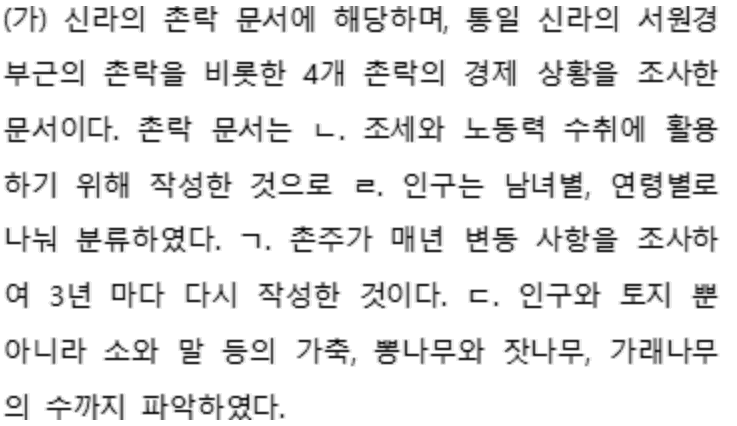 (가) 신라의 촌락 문서에 해당하며, 통일 신라의 서원경
부근의 촌락을 비롯한 4개 촌락의 경제 상황을 조사한
문서이다. 촌락 문서는 ㄴ. 조세와 노동력 수취에 활용
하기 위해 작성한 것으로 ㄹ. 인구는 남녀별, 연령별로
나눠 분류하였다. ㄱ. 촌주가 매년 변동 사항을 조사하
여 3년 마다 다시 작성한 것이다. ㄷ. 인구와 토지 뿐
아니라 소와 말 등의 가축, 뽕나무와 잣나무, 가래나무
의 수까지 파악하였다.